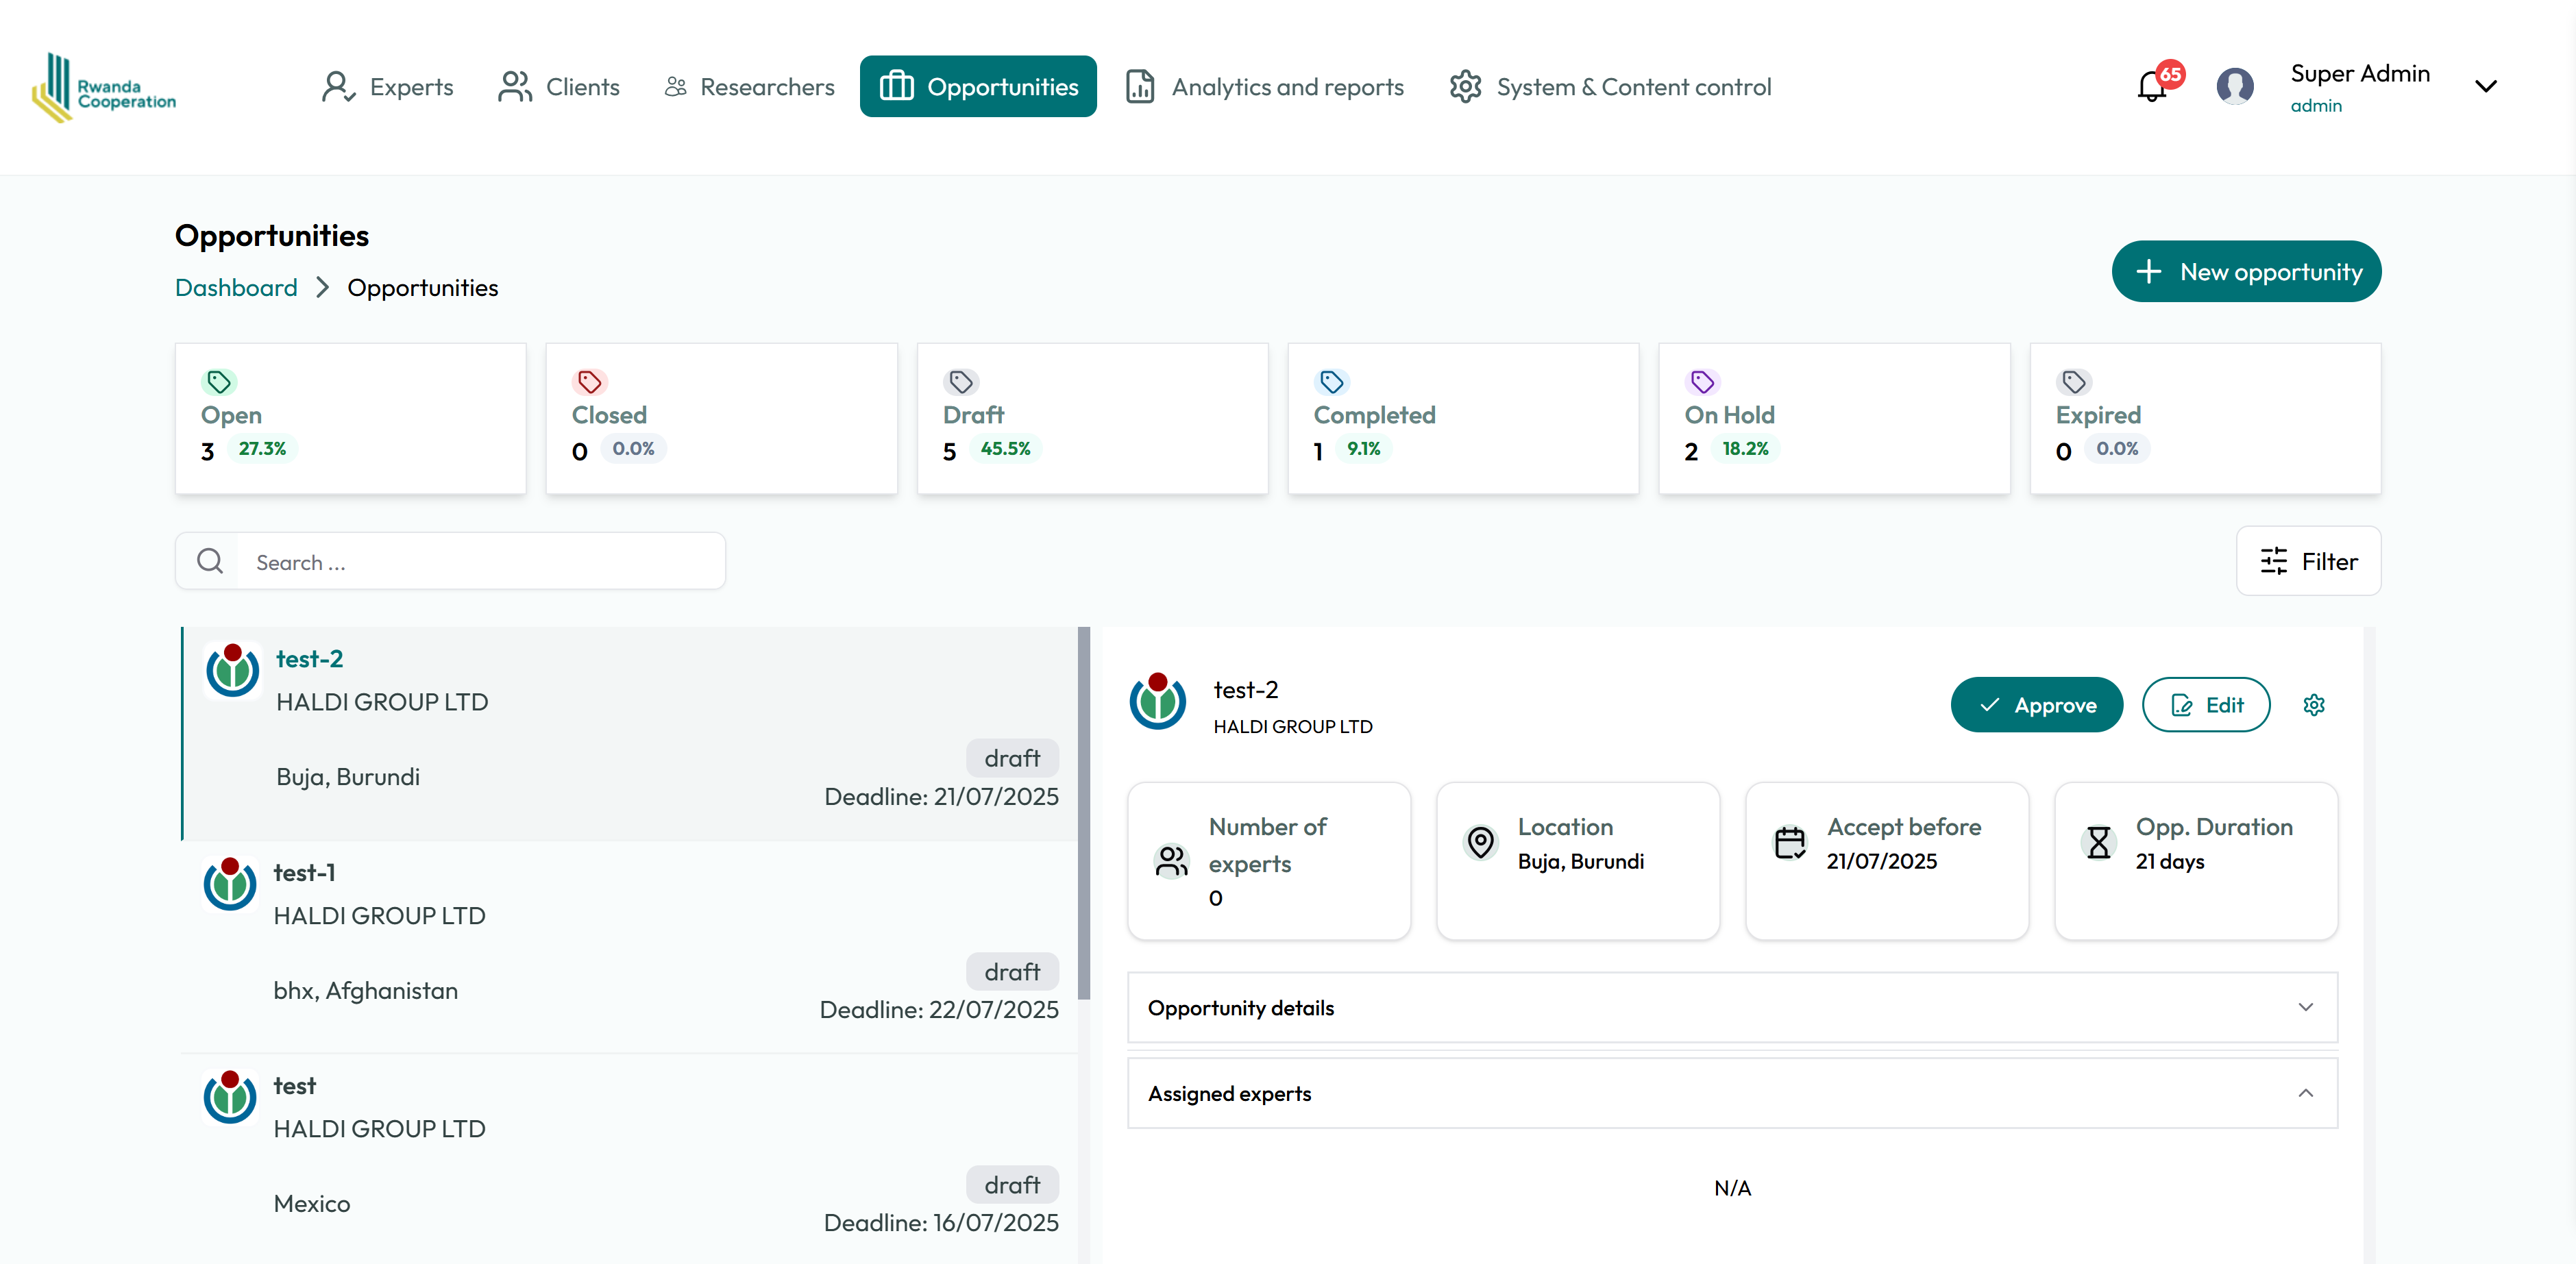 Rwanda
Cooperation
Experts
Clients
Researchers
Opportunities
Analytics and reports
System & Content control
65
Super Admin
admin
Opportunities
Dashboard
Opportunities
New opportunity
Open
3 27.3%
Closed
0 0.0%
Draft
5 45.5%
Completed
1 9.1%
On Hold
2 18.2%
Expired
0 0.0%
Search ...
Filter
test-2
HALDI GROUP LTD
draft
Buja, Burundi
Deadline: 21/07/2025
test-1
HALDI GROUP LTD
draft
bhx, Afghanistan
Deadline: 22/07/2025
test
HALDI GROUP LTD
draft
Mexico
Deadline: 16/07/2025
test-2
HALDI GROUP LTD
Approve
Edit
Number of
experts
0
Location
Buja, Burundi
Accept before
21/07/2025
Opp. Duration
21 days
Opportunity details
Assigned experts
N/A